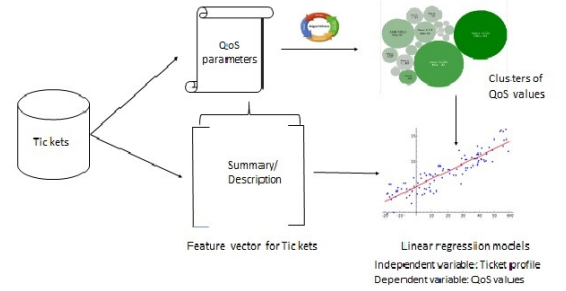 QoS
parameters
Clusters of
QoS values
Tickets
Summary/
Description
Feature vector for Tickets
Linear regression models
Independent variable: Ticket profile
Dependent variable: QoS values